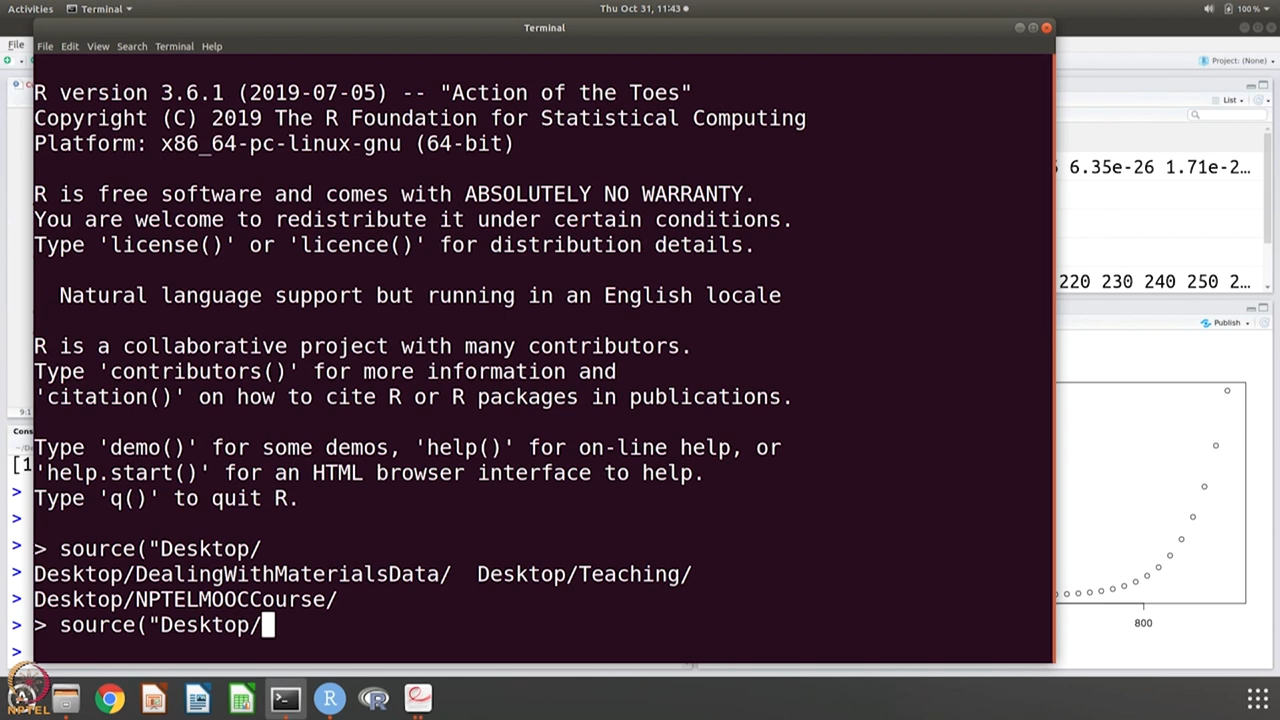 Activities Terminal Thu Oct 31, 11:43 100 %
Terminal
File
File Edit View Search Terminal Help
Project: (None)
R version 3.6.1 (2019-07-05) -- "Action of the Toes"
List
Copyright (C) 2019 The R Foundation for Statistical Computing
Platform: x86_64-pc-linux-gnu (64-bit)
6.35e-26 1.71e-2…
R is free software and comes with ABSOLUTELY NO WARRANTY.
You are welcome to redistribute it under certain conditions.
Type 'license()' or 'licence()' for distribution details.
220 230 240 250 2…
Natural language support but running in an English locale
Publish
R is a collaborative project with many contributors.
Type 'contributors()' for more information and
'citation()' on how to cite R or R packages in publications.
9:1
Cons
Type 'demo()' for some demos, 'help()' for on-line help, or
[1
'help.start()' for an HTML browser interface to help.
>
Type 'q()' to quit R.
>
> source("Desktop/
>
Desktop/DealingWithMaterialsData/ Desktop/Teaching/
>
Desktop/NPTELMOOCCourse/
>
> source("Desktop/
>
800
>
NPTEL